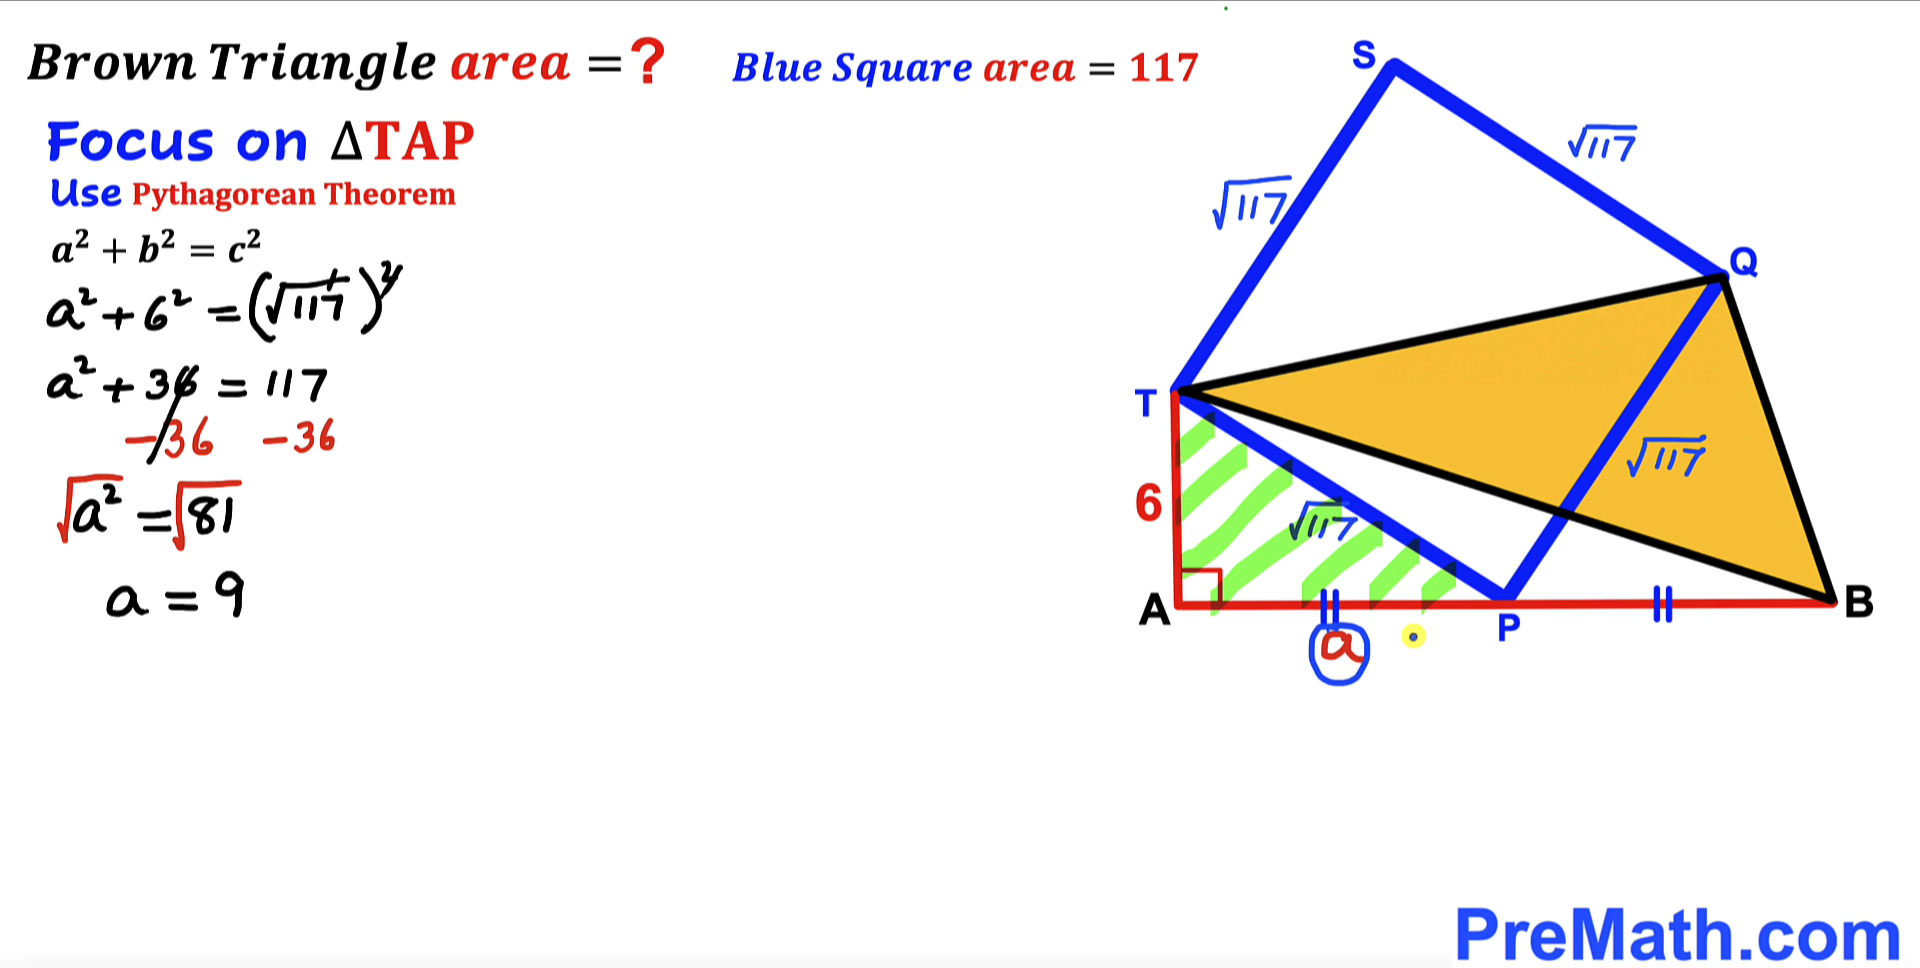 Brown Triangle area = ?
Blue Square area = 117
Focus on ΔTAP
Use Pythagorean Theorem
a² + b² = c²
a² + 6² = (√117)²
a² + 36 = 117
-36 -36
√a² = √81
a = 9
S
√117
√117
Q
T
√117
6
√117
A
a
P
B
PreMath.com